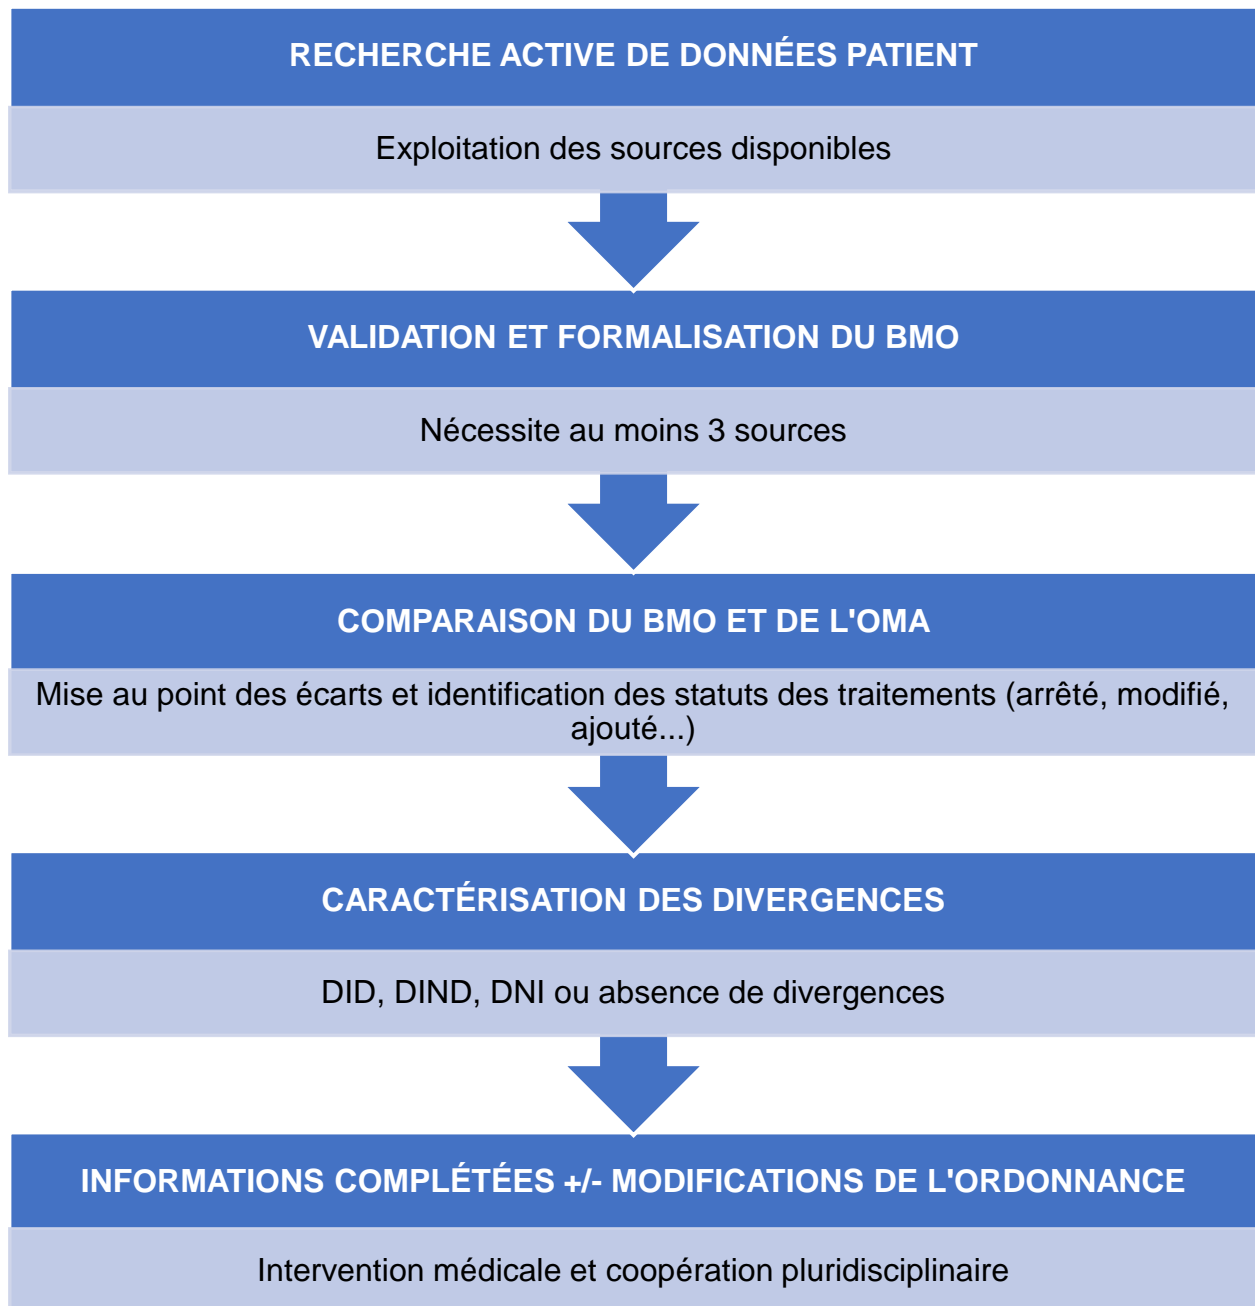 RECHERCHE ACTIVE DE DONNÉES PATIENT
Exploitation des sources disponibles
VALIDATION ET FORMALISATION DU BMO
Nécessite au moins 3 sources
COMPARAISON DU BMO ET DE L'OMA
Mise au point des écarts et identification des statuts des traitements (arrêté, modifié,
ajouté...)
CARACTÉRISATION DES DIVERGENCES
DID, DIND, DNI ou absence de divergences
INFORMATIONS COMPLÉTÉES +/- MODIFICATIONS DE L'ORDONNANCE
Intervention médicale et coopération pluridisciplinaire